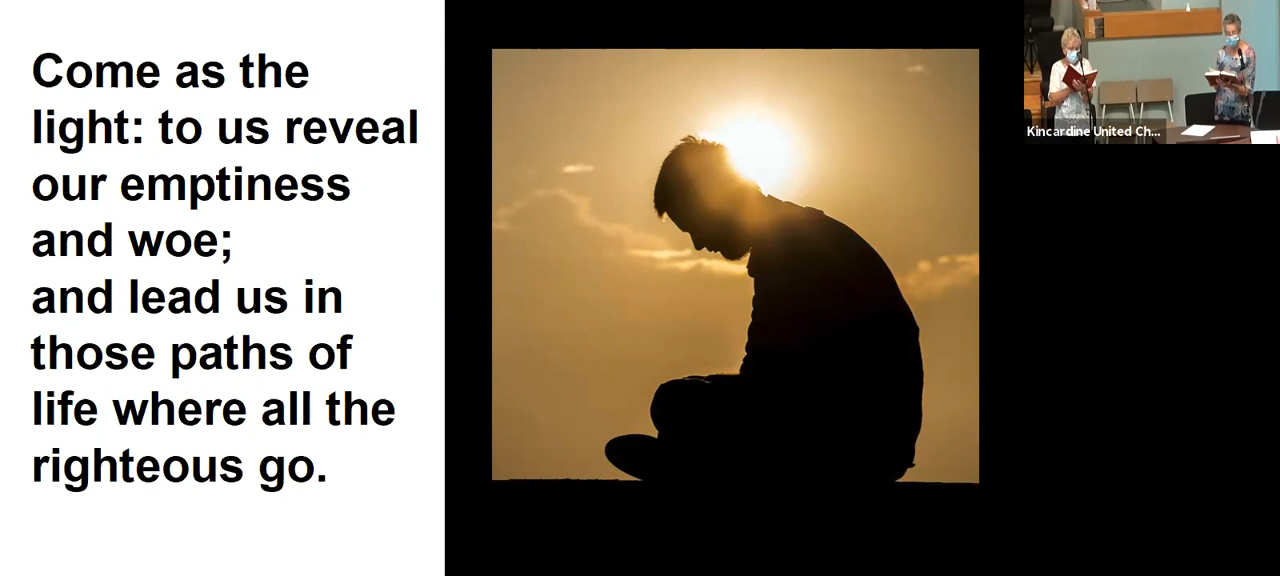 Come as the
light: to us reveal
our emptiness
and woe;
and lead us in
those paths of
life where all the
righteous go.
Kincardine United Ch...